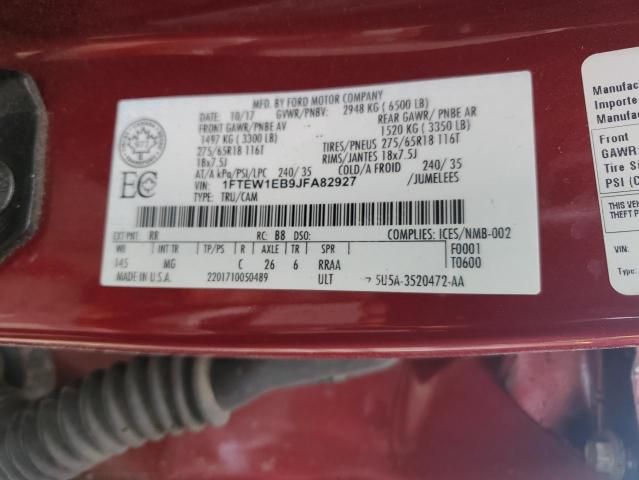 MFD. BY FORD MOTOR COMPANY
DATE: 10/17 GVWR/PNBV: 2948 KG ( 6500 LB)
FRONT GAWR/PNBE AV REAR GAWR/ PNBE AR
1497 KG ( 3300 LB) 1520 KG ( 3350 LB)
275/65R18 116T TIRES/PNEUS 275/65R18 116T
18x7.5J RIMS/JANTES 18x7.5J
AT/A kPa/PSI/LPC 240/ 35 COLD/A FROID 240/ 35
VIN: 1FTEW1EB9JFA82927 /JUMELEES
TYPE: TRU/CAM
EC
EXT PNT: RR RC: B8 DSO: COMPLIES: ICES/NMB-002
WB INT TR TP/PS R AXLE TR SPR F0001
145 MG C 26 6 RRAA T0600
MADE IN U.S.A. 2201710050489 ULT 5U5A-3520472-AA
Manufactu
Importe
Manufac
Front
GAWR:
Tire Si
PSI (C
THIS VEH
THEFT P
VIN:
TYPE